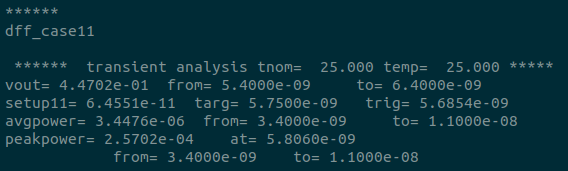 ******
dff_case11
****** transient analysis tnom= 25.000 temp= 25.000 *****
vout= 4.4702e-01 from= 5.4000e-09 to= 6.4000e-09
setup11= 6.4551e-11 targ= 5.7500e-09 trig= 5.6854e-09
avgpower= 3.4476e-06 from= 3.4000e-09 to= 1.1000e-08
peakpower= 2.5702e-04 at= 5.8060e-09
from= 3.4000e-09 to= 1.1000e-08